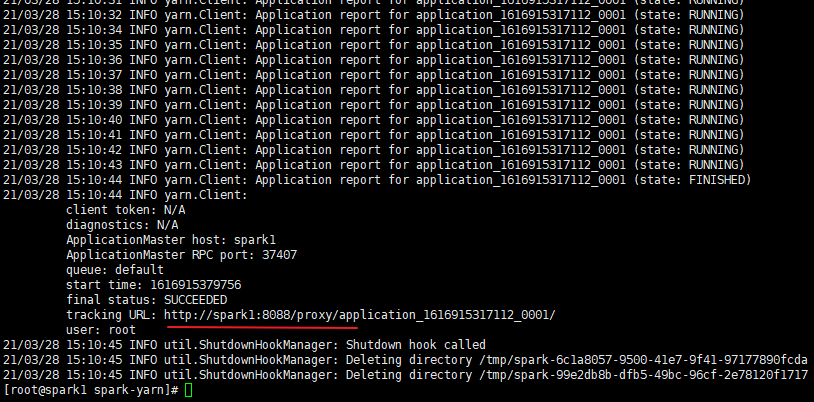 21/03/28 15:10:31 INFO yarn.Client: Application report for application_1616915317112_0001 (state: RUNNING)
21/03/28 15:10:32 INFO yarn.Client: Application report for application_1616915317112_0001 (state: RUNNING)
21/03/28 15:10:34 INFO yarn.Client: Application report for application_1616915317112_0001 (state: RUNNING)
21/03/28 15:10:35 INFO yarn.Client: Application report for application_1616915317112_0001 (state: RUNNING)
21/03/28 15:10:36 INFO yarn.Client: Application report for application_1616915317112_0001 (state: RUNNING)
21/03/28 15:10:37 INFO yarn.Client: Application report for application_1616915317112_0001 (state: RUNNING)
21/03/28 15:10:38 INFO yarn.Client: Application report for application_1616915317112_0001 (state: RUNNING)
21/03/28 15:10:39 INFO yarn.Client: Application report for application_1616915317112_0001 (state: RUNNING)
21/03/28 15:10:40 INFO yarn.Client: Application report for application_1616915317112_0001 (state: RUNNING)
21/03/28 15:10:41 INFO yarn.Client: Application report for application_1616915317112_0001 (state: RUNNING)
21/03/28 15:10:42 INFO yarn.Client: Application report for application_1616915317112_0001 (state: RUNNING)
21/03/28 15:10:43 INFO yarn.Client: Application report for application_1616915317112_0001 (state: RUNNING)
21/03/28 15:10:44 INFO yarn.Client: Application report for application_1616915317112_0001 (state: FINISHED)
21/03/28 15:10:44 INFO yarn.Client:
client token: N/A
diagnostics: N/A
ApplicationMaster host: spark1
ApplicationMaster RPC port: 37407
queue: default
start time: 1616915379756
final status: SUCCEEDED
tracking URL: http://spark1:8088/proxy/application_1616915317112_0001/
user: root
21/03/28 15:10:45 INFO util.ShutdownHookManager: Shutdown hook called
21/03/28 15:10:45 INFO util.ShutdownHookManager: Deleting directory /tmp/spark-6c1a8057-9500-41e7-9f41-97177890fcda
21/03/28 15:10:45 INFO util.ShutdownHookManager: Deleting directory /tmp/spark-99e2db8b-dfb5-49bc-96cf-2e78120f1717
[root@spark1 spark-yarn]#